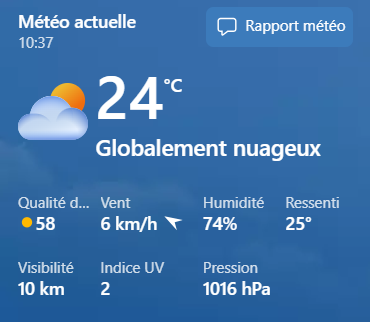 Météo actuelle
10:37
Rapport météo
24°C
Globalement nuageux
Qualité d... Vent Humidité Ressenti
58 6 km/h 74% 25°
Visibilité Indice UV Pression
10 km 2 1016 hPa